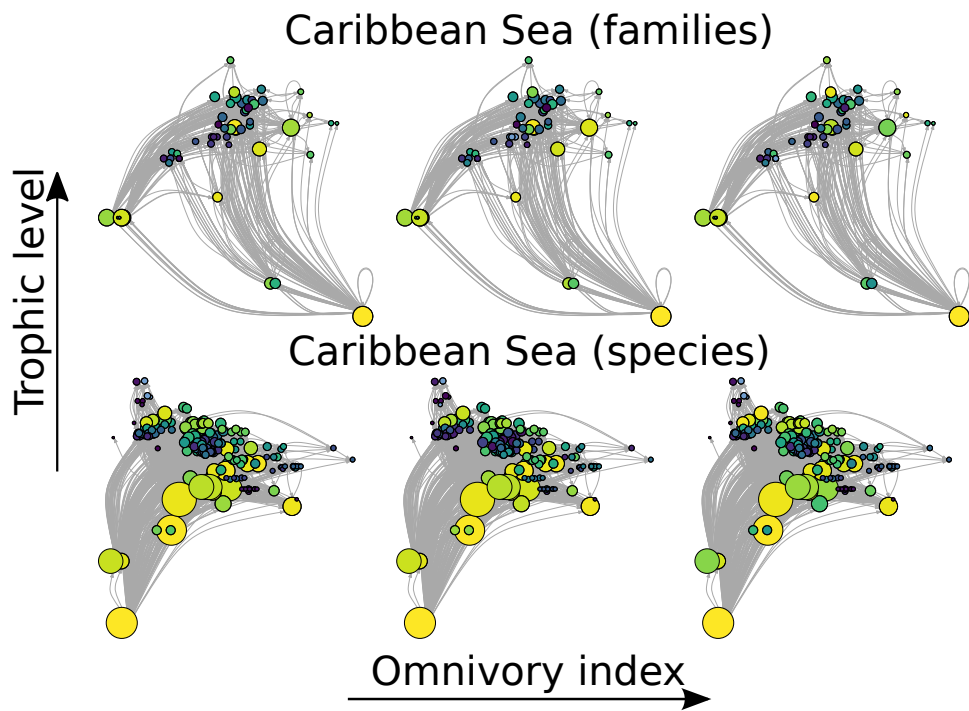 Caribbean Sea (families)
Trophic level
Caribbean Sea (species)
Omnivory index